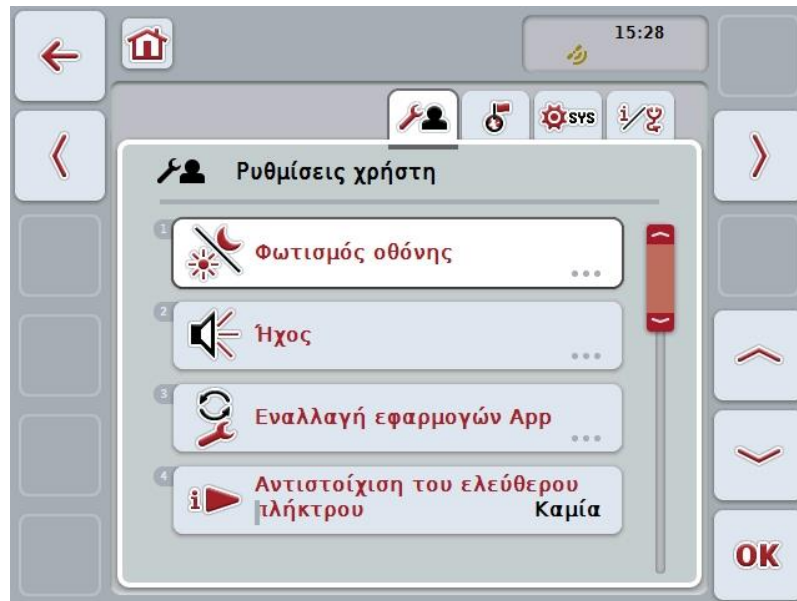 15:28
SYS
i
Ρυθμίσεις χρήστη
1
Φωτισμός οθόνης
2
Ήχος
3
Εναλλαγή εφαρμογών App
4
i
Αντιστοίχιση του ελεύθερου
πλήκτρου Καμία
OK